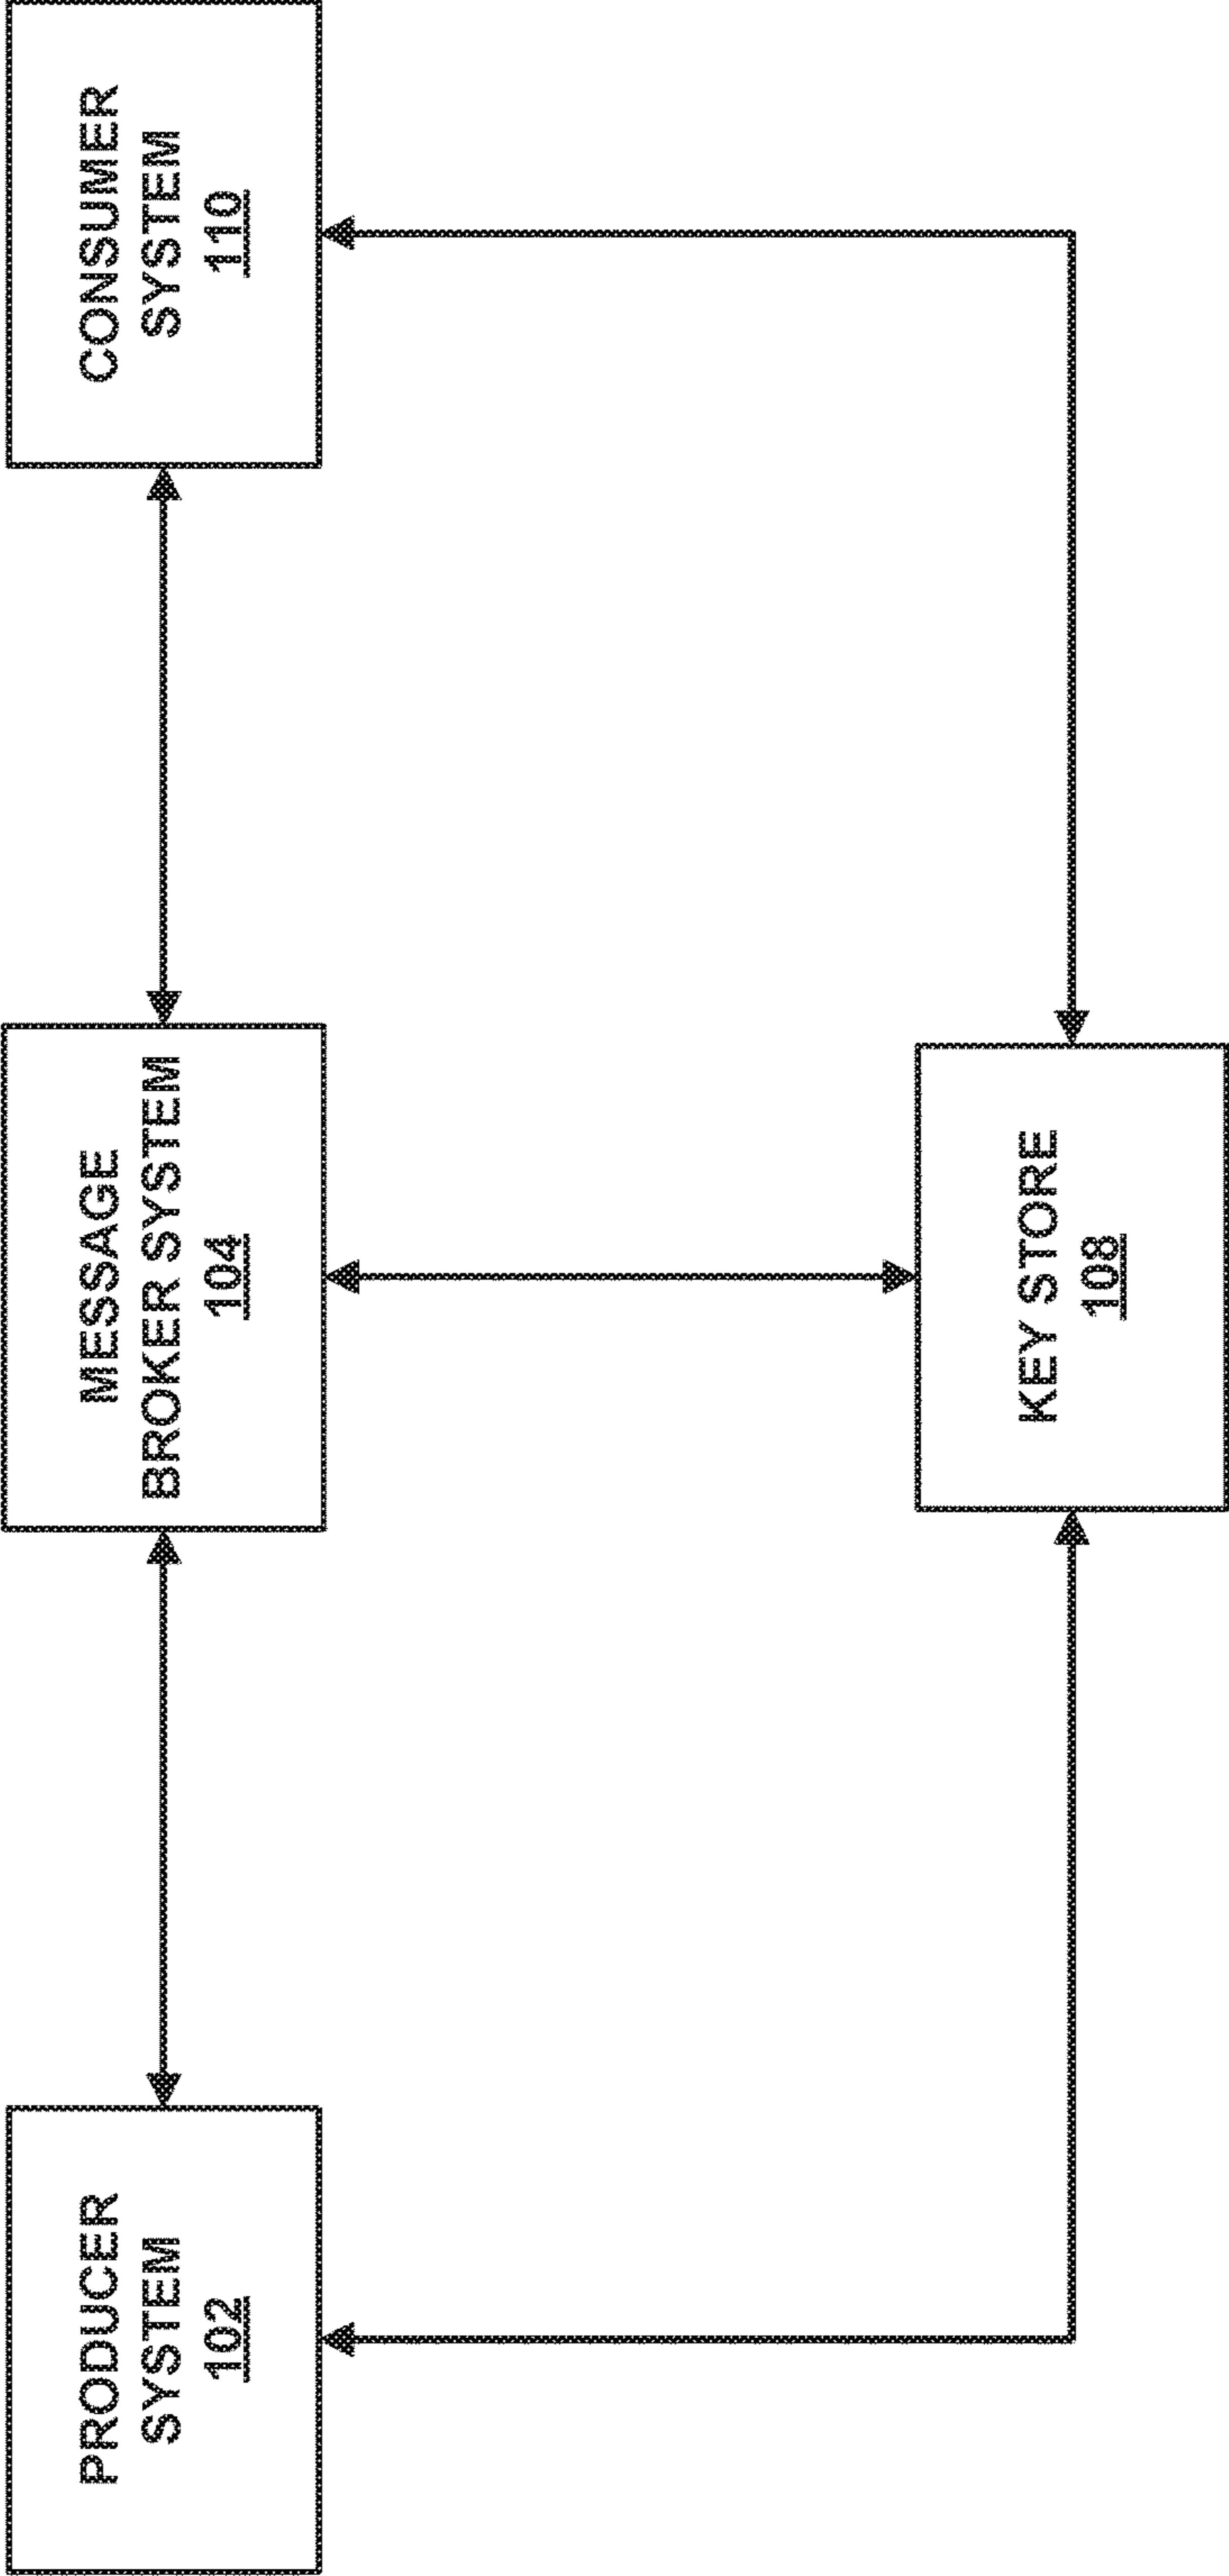 PRODUCER
SYSTEM
102
MESSAGE
BROKER SYSTEM
104
CONSUMER
SYSTEM
110
KEY STORE
108